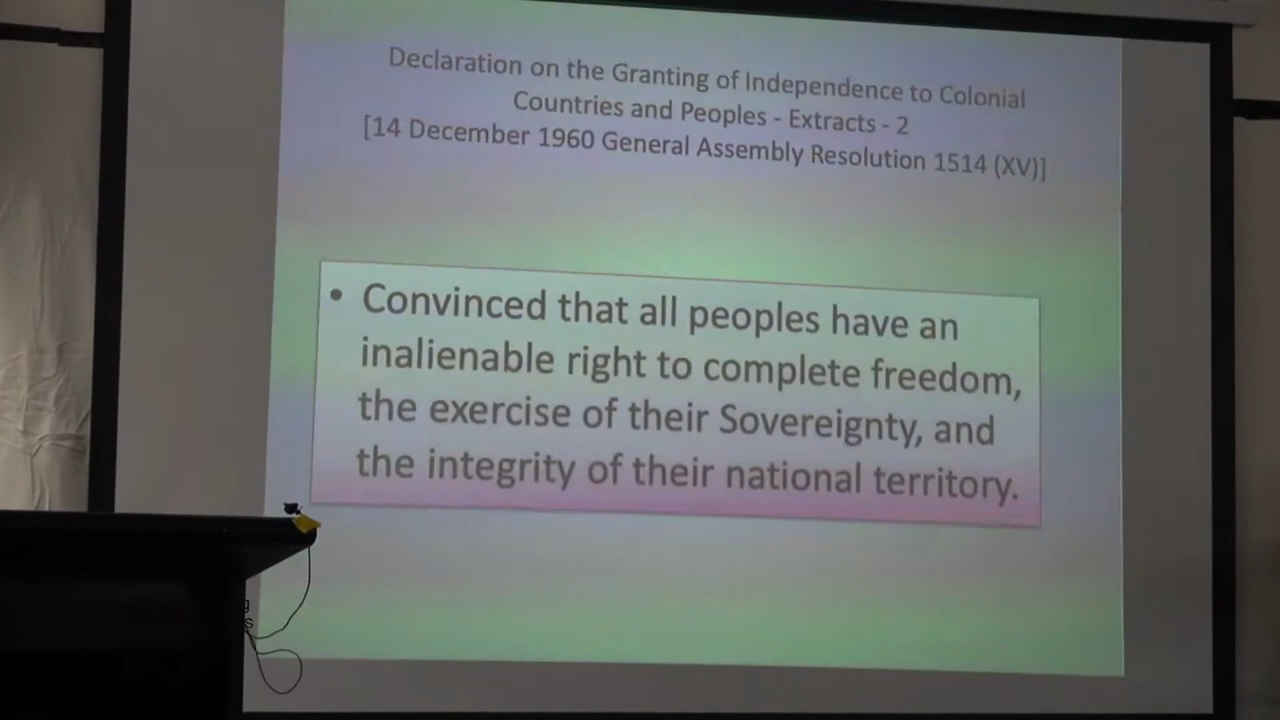 Declaration on the Granting of Independence to Colonial
Countries and Peoples - Extracts - 2
[14 December 1960 General Assembly Resolution 1514 (XV)]
• Convinced that all peoples have an
inalienable right to complete freedom,
the exercise of their Sovereignty, and
the integrity of their national territory.
g
s